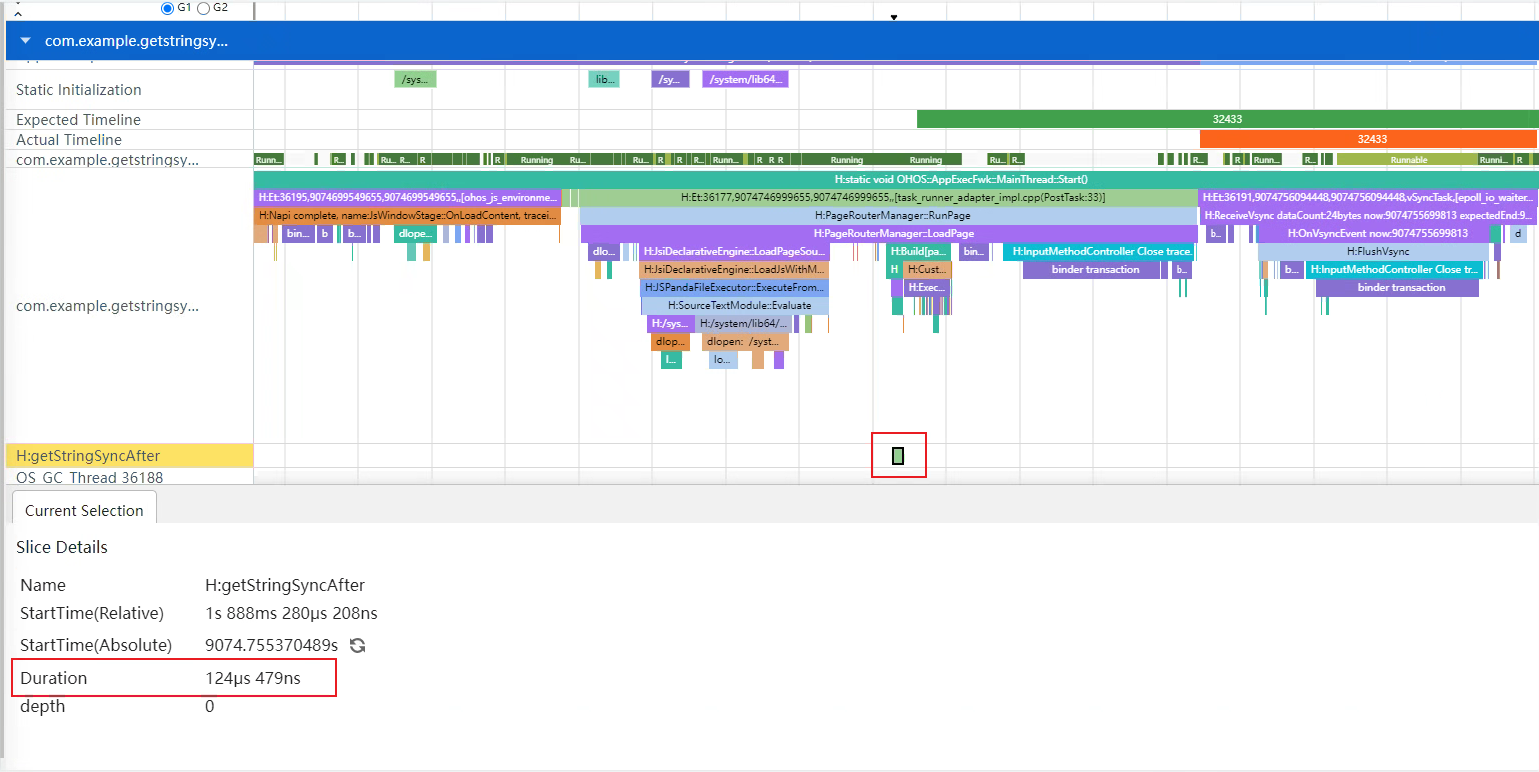 G1 G2
com.example.getstringsy...
Static Initialization /sys... lib... /sy... /system/lib64...
Expected Timeline 32433
Actual Timeline 32433
com.example.getstringsy... Runn... R... Ru... R... R R... Running Ru... Ru... R R R... Runn... R R R Running Running Ru... R... R... R Runn... R... Runnable Runni... R
H:static void OHOS::AppExecFwk::MainThread::Start()
H:Et:36195,9074699549655,9074699549655,,[ohos_js_environme... H:Et:36177,9074746999655,9074746999655,,[task_runner_adapter_impl.cpp(PostTask:33)] H:Et:36191,9074756094448,9074756094448,vSyncTask,[epoll_io_waiter...
H:Napi complete, name:JsWindowStage::OnLoadContent, tracei... H:PageRouterManager::RunPage H:ReceiveVsync dataCount:24bytes now:9074755699813 expectedEnd:9...
bin... b b... dlope... H:PageRouterManager::LoadPage b... H:OnVsyncEvent now:9074755699813 d
dlo... H:JsiDeclarativeEngine::LoadPageSou... H:Build[pa... bin... H:InputMethodController Close trace. H:FlushVsync
H:JsiDeclarativeEngine::LoadJsWithM... H H:Cust... binder transaction b... b... H:InputMethodController Close tr...
H:JSPandaFileExecutor::ExecuteFrom... H:Exec... binder transaction
com.example.getstringsy... H:SourceTextModule::Evaluate
H:/sys... H:/system/lib64/...
dlop... dlopen: /syst...
l... lo...
H:getStringSyncAfter
OS_GC_Thread 36188
Current Selection
Slice Details
Name H:getStringSyncAfter
StartTime(Relative) 1s 888ms 280μs 208ns
StartTime(Absolute) 9074.755370489s
Duration 124μs 479ns
depth 0